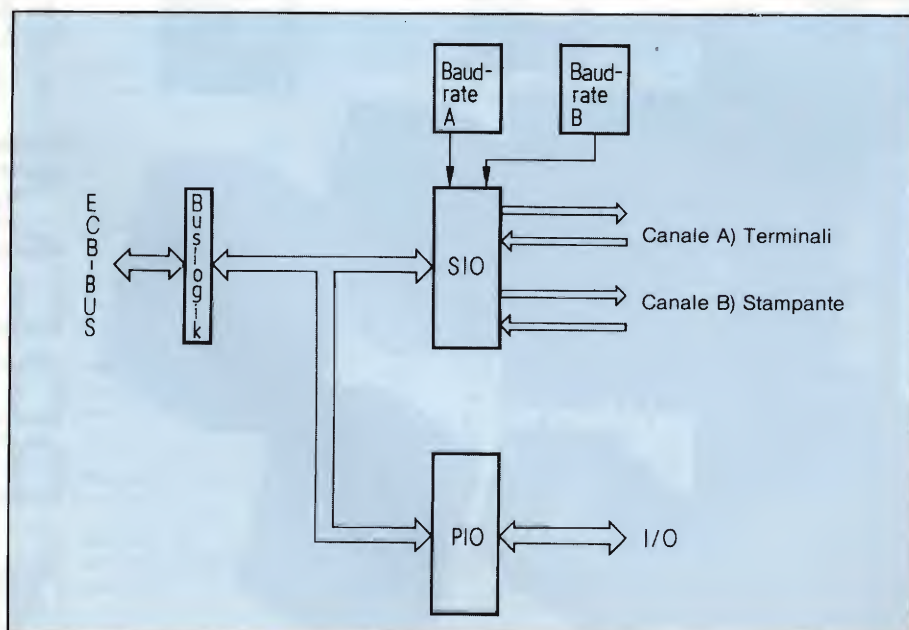 Baud-
rate
A
Baud-
rate
B
ECB-BUS
Buslogik
SIO
Canale A) Terminali
Canale B) Stampante
PIO
I/O